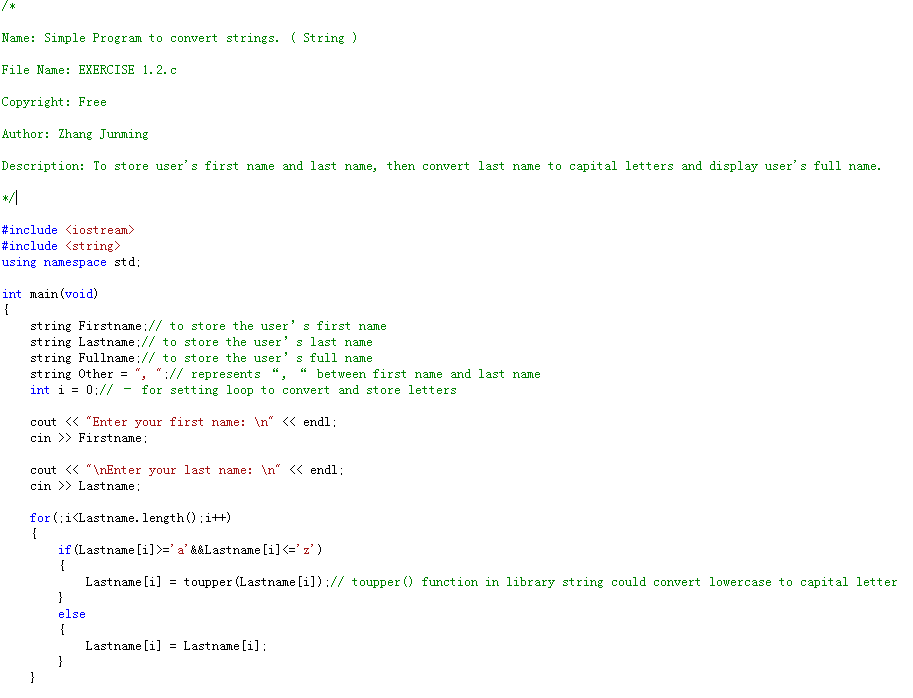 /*
Name: Simple Program to convert strings. ( String )
File Name: EXERCISE 1.2.c
Copyright: Free
Author: Zhang Junming
Description: To store user's first name and last name, then convert last name to capital letters and display user's full name.
*/
#include <iostream>
#include <string>
using namespace std;
int main(void)
{
string Firstname;// to store the user’s first name
string Lastname;// to store the user’s last name
string Fullname;// to store the user’s full name
string Other = ", ";// represents “, “ between first name and last name
int i = 0;// – for setting loop to convert and store letters
cout << "Enter your first name: \n" << endl;
cin >> Firstname;
cout << "\nEnter your last name: \n" << endl;
cin >> Lastname;
for(;i<Lastname.length();i++)
{
if(Lastname[i]>='a'&&Lastname[i]<='z')
{
Lastname[i] = toupper(Lastname[i]);// toupper() function in library string could convert lowercase to capital letter
}
else
{
Lastname[i] = Lastname[i];
}
}